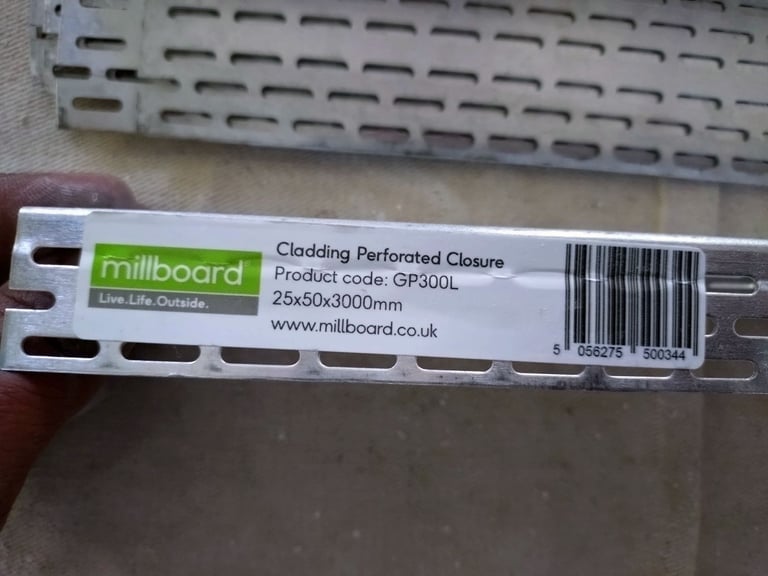 millboard
Live.Life.Outside.
Cladding Perforated Closure
Product code: GP300L
25x50x3000mm
www.millboard.co.uk
5 056275 500344